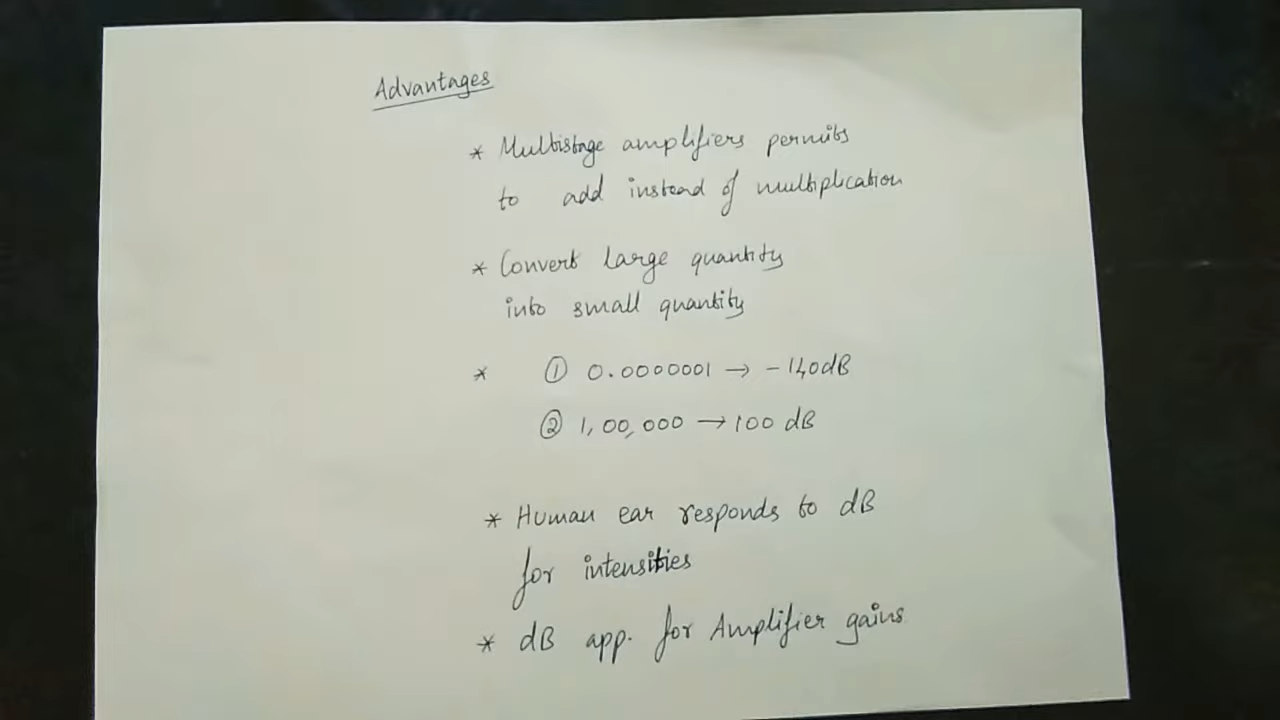 Advantages
* Multistage amplifiers permits
to add instead of multiplication
* Convert large quantity
into small quantity
* ① 0.0000001 → -140dB
② 1,00,000 → 100 dB
* Human ear responds to dB
for intensities
* dB app. for Amplifier gains